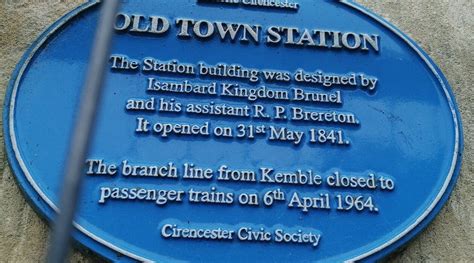 The Cirencester
OLD TOWN STATION
The Station building was designed by
Isambard Kingdom Brunel
and his assistant R. P. Brereton.
It opened on 31st May 1841.
The branch line from Kemble closed to
passenger trains on 6th April 1964.
Cirencester Civic Society